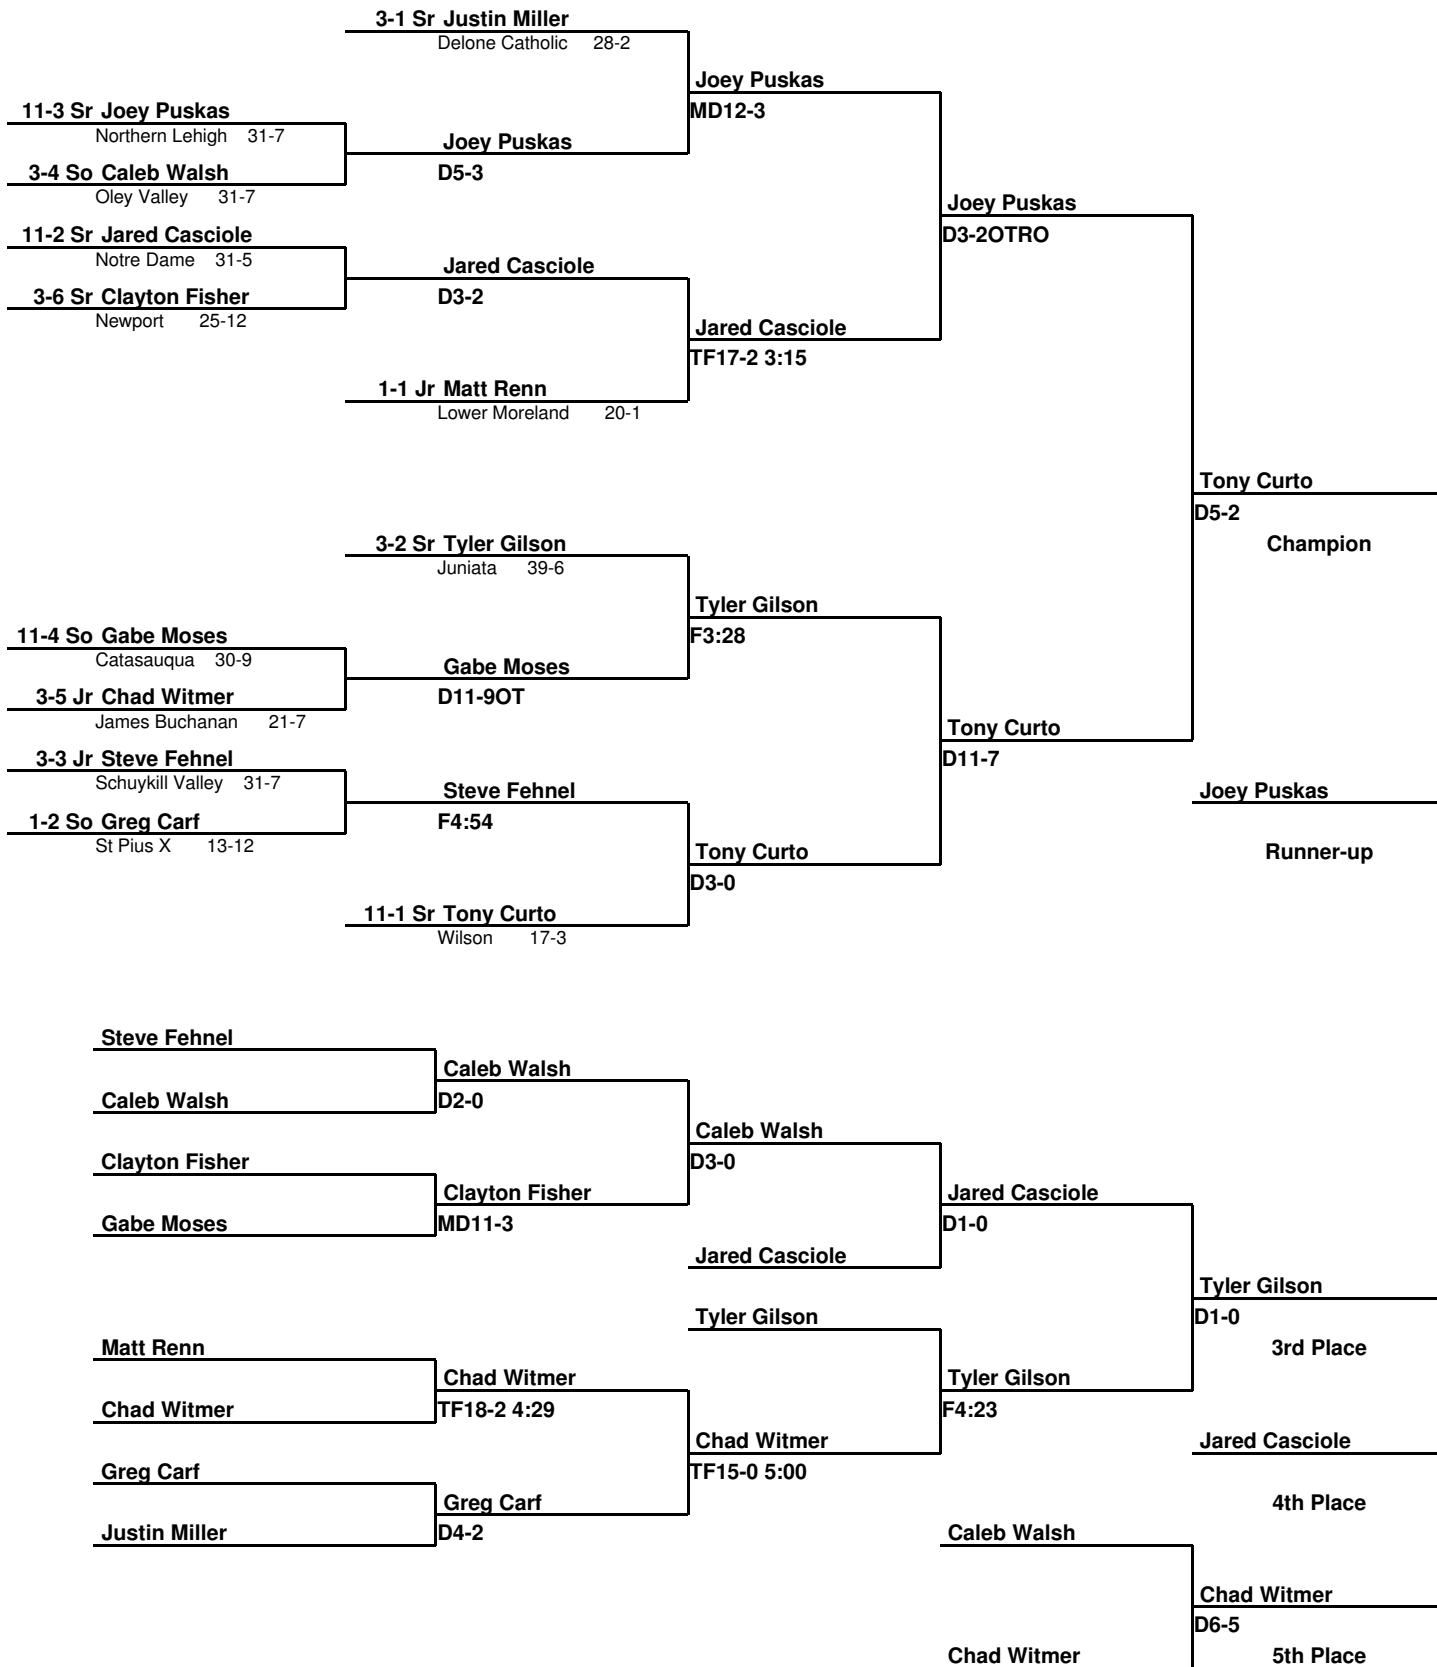 3-1 Sr Justin Miller
Delone Catholic 28-2
Joey Puskas
11-3 Sr Joey Puskas
MD12-3
Northern Lehigh 31-7
Joey Puskas
3-4 So Caleb Walsh
D5-3
Oley Valley 31-7
Joey Puskas
11-2 Sr Jared Casciole
D3-2OTRO
Notre Dame 31-5
Jared Casciole
3-6 Sr Clayton Fisher
D3-2
Newport 25-12
Jared Casciole
TF17-2 3:15
1-1 Jr Matt Renn
Lower Moreland 20-1
Tony Curto
D5-2
Champion
3-2 Sr Tyler Gilson
Juniata 39-6
Tyler Gilson
11-4 So Gabe Moses
F3:28
Catasauqua 30-9
Gabe Moses
3-5 Jr Chad Witmer
D11-9OT
James Buchanan 21-7
Tony Curto
3-3 Jr Steve Fehnel
D11-7
Schuykill Valley 31-7
Steve Fehnel
Joey Puskas
1-2 So Greg Carf
F4:54
St Pius X 13-12
Tony Curto
Runner-up
D3-0
11-1 Sr Tony Curto
Wilson 17-3
Steve Fehnel
Caleb Walsh
Caleb Walsh
D2-0
Caleb Walsh
Clayton Fisher
D3-0
Clayton Fisher
Jared Casciole
Gabe Moses
MD11-3
D1-0
Jared Casciole
Tyler Gilson
Tyler Gilson
D1-0
Matt Renn
3rd Place
Chad Witmer
Tyler Gilson
Chad Witmer
TF18-2 4:29
F4:23
Chad Witmer
Jared Casciole
Greg Carf
TF15-0 5:00
Greg Carf
4th Place
Justin Miller
D4-2
Caleb Walsh
Chad Witmer
D6-5
Chad Witmer
5th Place